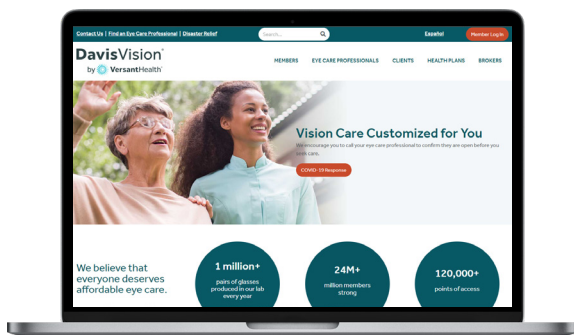 Contact Us | Find an Eye Care Professional | Disaster Relief
Search...
Español
Member Log In
DavisVision
by VersantHealth
MEMBERS EYE CARE PROFESSIONALS CLIENTS HEALTH PLANS BROKERS
Vision Care Customized for You
We encourage you to call your eye care professional to confirm they are open before you
seek care.
COVID-19 Response
We believe that
everyone deserves
affordable eye care.
1 million+
pairs of glasses
produced in our lab
every year
24M+
million members
strong
120,000+
points of access